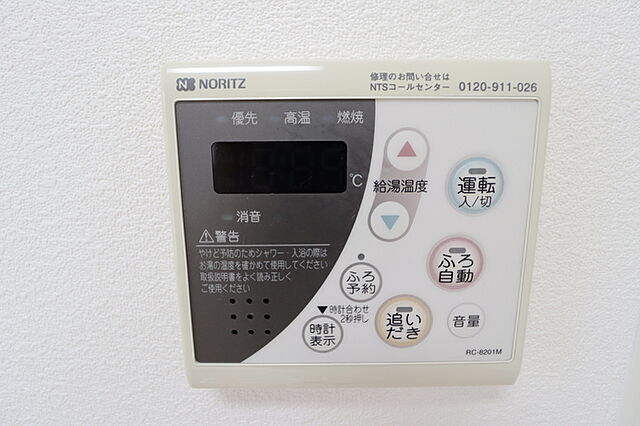 NORITZ
修理のお問い合せは
NTSコールセンター 0120-911-026
優先 高温 燃焼
℃
給湯温度
運転
入/切
消音
警告
やけど予防のためシャワー・入浴の際は
お湯の温度を確かめて使用してください
取扱説明書をよく読み正しく
ご使用ください
ふろ
自動
ふろ
予約
▼時計合わせ
2秒押し
時計
表示
追い
だき
音量
RC-8201M